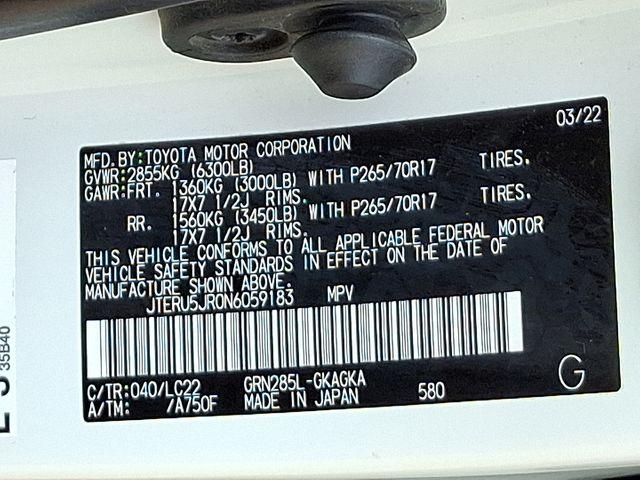 03/22
MFD. BY:TOYOTA MOTOR CORPORATION
GVWR:2855KG (6300LB)
GAWR:FRT. 1360KG (3000LB) WITH P265/70R17 TIRES.
17X7 1/2J RIMS.
RR. 1560KG (3450LB) WITH P265/70R17 TIRES.
17X7 1/2J RIMS.
THIS VEHICLE CONFORMS TO ALL APPLICABLE FEDERAL MOTOR
VEHICLE SAFETY STANDARDS IN EFFECT ON THE DATE OF
MANUFACTURE SHOWN ABOVE.
JTERU5JR0N6059183 MPV
C/TR:040/LC22 GRN285L-GKAGKA
A/TM: /A750F MADE IN JAPAN 580
G
35B40